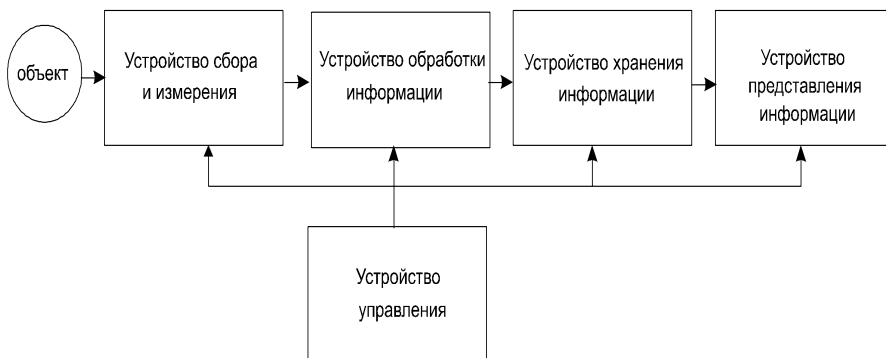 объект
Устройство сбора
и измерения
Устройство обработки
информации
Устройство хранения
информации
Устройство
представления
информации
Устройство
управления